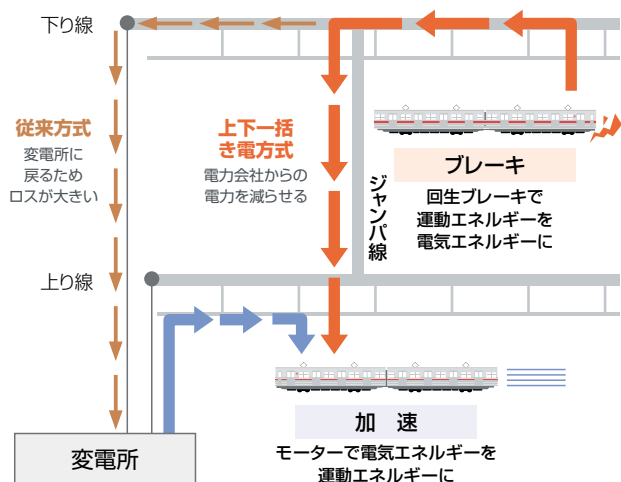 下り線
従来方式
変電所に
戻るため
ロスが大きい
上下一括
き電方式
電力会社からの
電力を減らせる
ジャンパ線
ブレーキ
回生ブレーキで
運動エネルギーを
電気エネルギーに
上り線
加 速
モーターで電気エネルギーを
運動エネルギーに
変電所